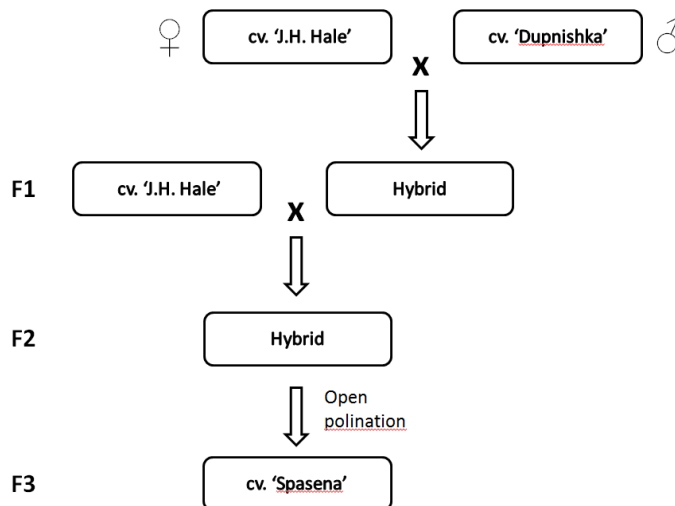 ♀ cv. ‘J.H. Hale’ X cv. ‘Dupnishka’ ♂
F1 cv. ‘J.H. Hale’ X Hybrid
F2 Hybrid
Open
polination
F3 cv. ‘Spasena’